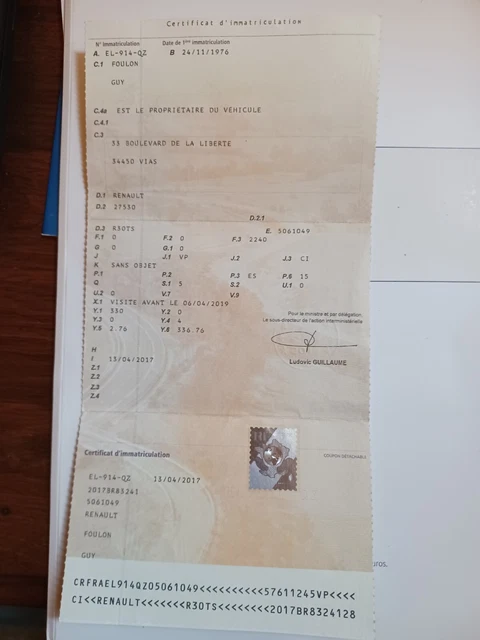 Certificat d'immatriculation
N° Immatriculation Date de 1ère immatriculation
A. EL-914-QZ B 24/11/1976
C.1 FOULON
GUY
C.4a EST LE PROPRIÉTAIRE DU VÉHICULE
C.4.1
C.3
33 BOULEVARD DE LA LIBERTE
34450 VIAS
D.1 RENAULT
D.2 27530
D.2.1
D.3 R30TS E. 5061049
F.1 0 F.2 0 F.3 2240
G 0 G.1 0
J J.1 VP J.2 J.3 CI
K SANS OBJET
P.1 P.2 P.3 ES P.6 15
Q S.1 5 S.2 U.1 0
U.2 0 V.7 V.9
X.1 VISITE AVANT LE 06/04/2019
Y.1 330 Y.2 0
Y.3 0 Y.4 4
Y.5 2.76 Y.6 336.76
Pour le ministre et par délégation,
Le sous-directeur de l'action interministérielle
Ludovic GUILLAUME
H
I 13/04/2017
Z.1
Z.2
Z.3
Z.4
Certificat d'immatriculation
COUPON DÉTACHABLE
EL-914-QZ 13/04/2017
2017BR83241
5061049
RENAULT
FOULON
GUY
CRFRAEL914QZ05061049<<<<<<<<<<57611245VP<<<<
CI<<RENAULT<<<<<<<R30TS<<<<<<<<2017BR8324128